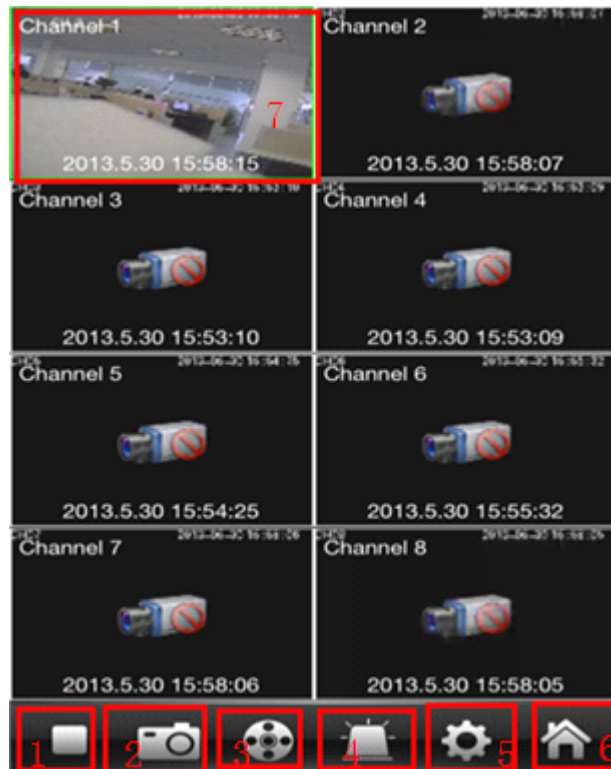 Channel 1
7
2013.5.30 15:58:15
Channel 2
2013.5.30 15:58:07
Channel 3
2013.5.30 15:53:10
Channel 4
2013.5.30 15:53:09
Channel 5
2013.5.30 15:54:25
Channel 6
2013.5.30 15:55:32
Channel 7
2013.5.30 15:58:06
Channel 8
2013.5.30 15:58:05
1 2 3 4 5 6